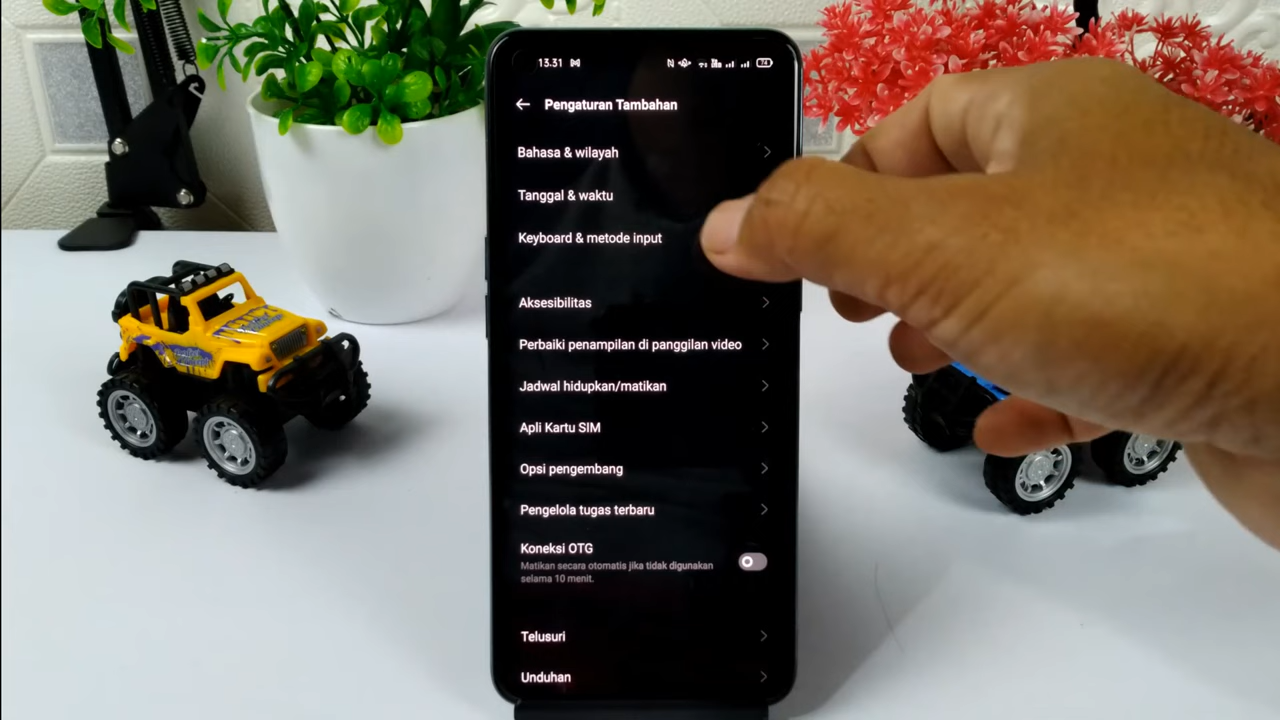 13.31
74
Pengaturan Tambahan
Bahasa & wilayah
Tanggal & waktu
Keyboard & metode input
Aksesibilitas
Perbaiki penampilan di panggilan video
Jadwal hidupkan/matikan
Apli Kartu SIM
Opsi pengembang
Pengelola tugas terbaru
Koneksi OTG
Matikan secara otomatis jika tidak digunakan
selama 10 menit.
Telusuri
Unduhan